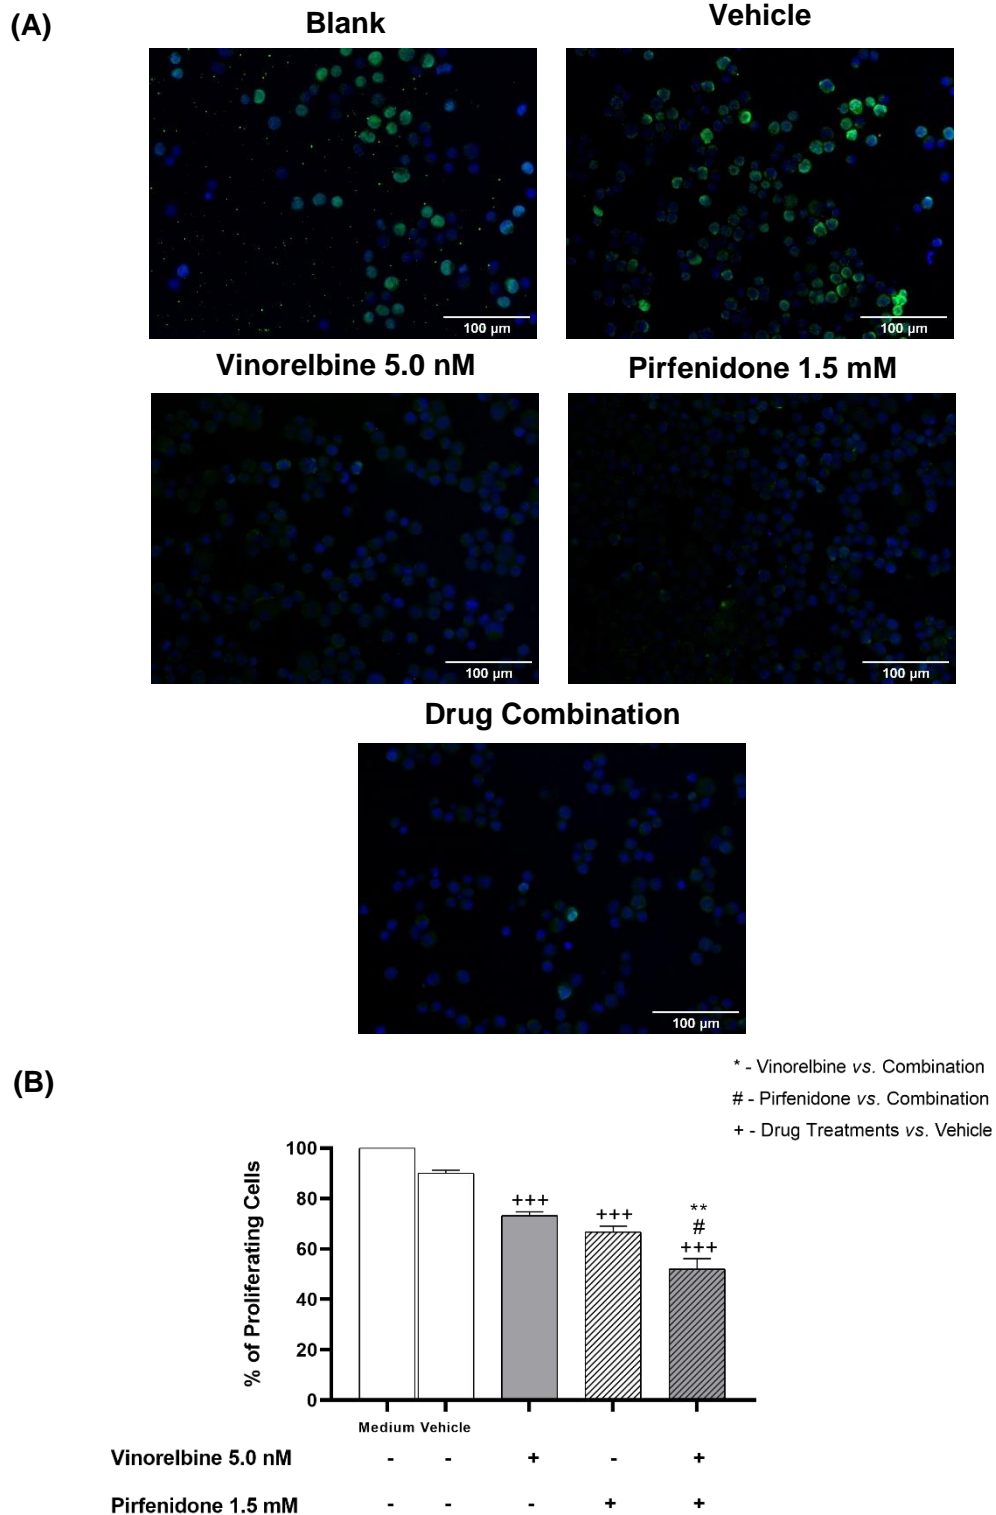 (A)
Blank
Vehicle
100 µm
100 µm
Vinorelbine 5.0 nM
Pirfenidone 1.5 mM
100 µm
100 µm
Drug Combination
100 µm
(B)
* - Vinorelbine vs. Combination
# - Pirfenidone vs. Combination
+ - Drug Treatments vs. Vehicle
% of Proliferating Cells
100
80
60
40
20
0
+++
+++
**
#
+++
Medium Vehicle
Vinorelbine 5.0 nM - - + - +
Pirfenidone 1.5 mM - - - + +